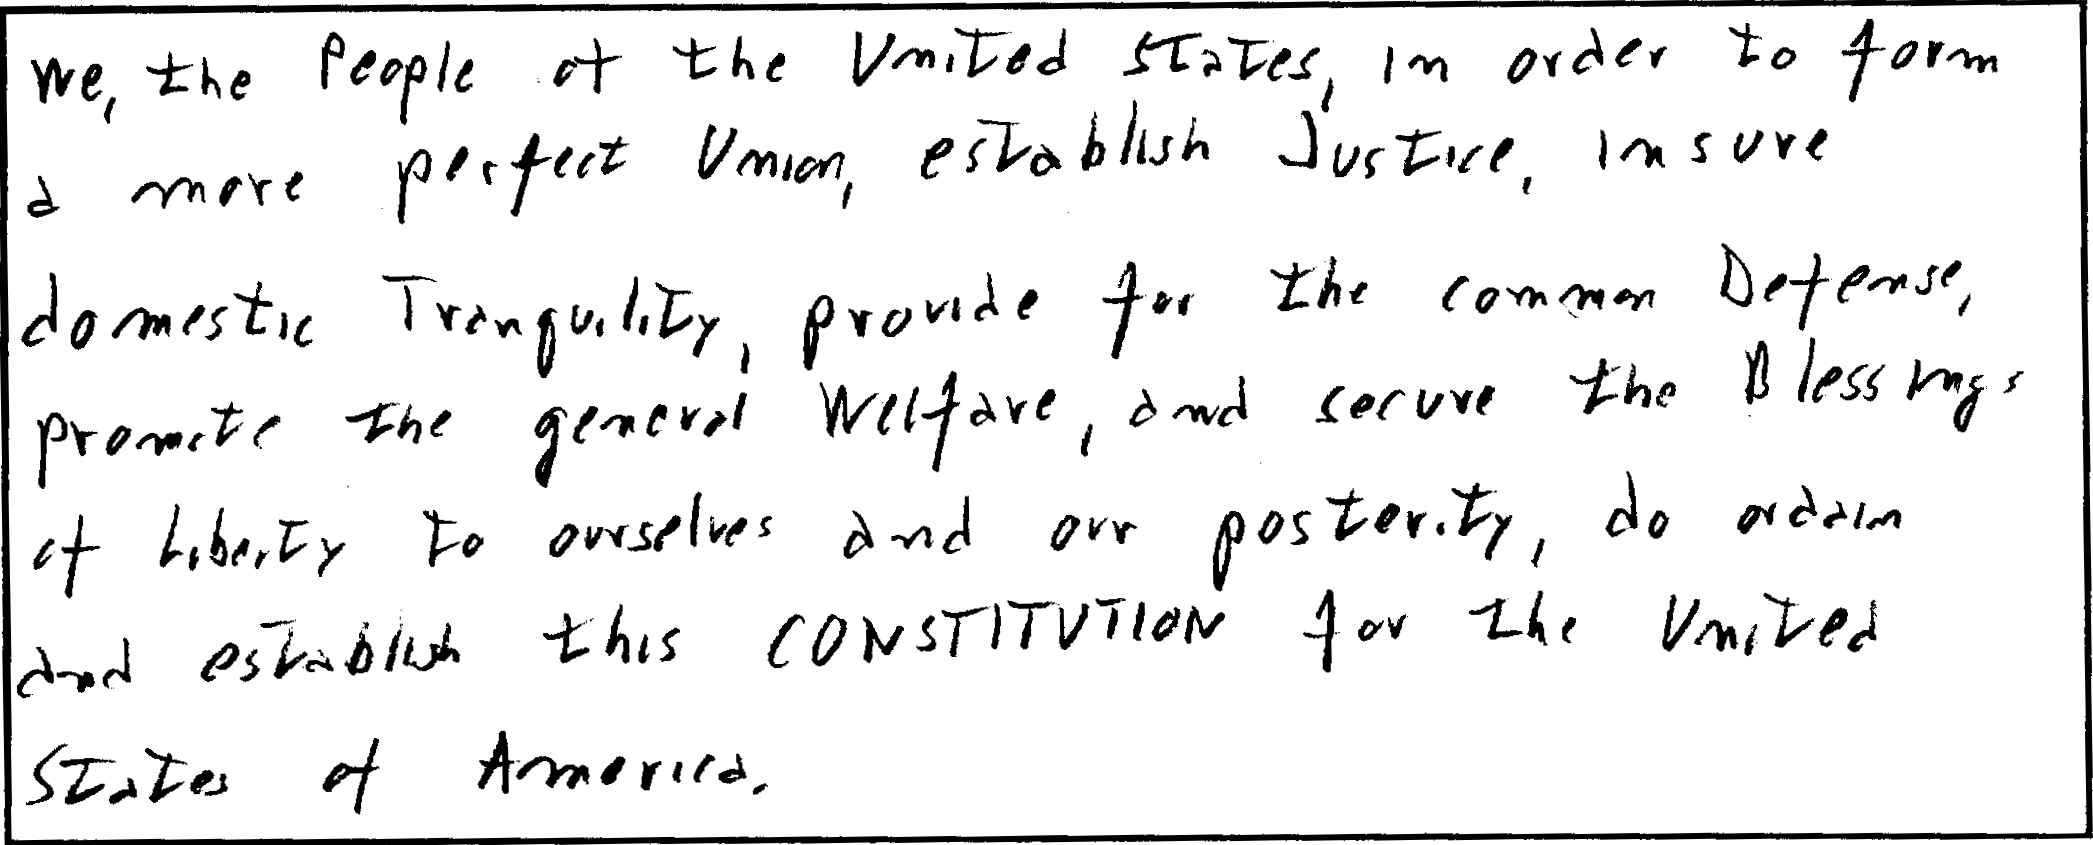 We, the People of the United States, in order to form
a more perfect Union, establish Justice, insure
domestic Tranquility, provide for the common Defense,
promote the general Welfare, and secure the Blessings
of Liberty to ourselves and our posterity, do ordain
and establish this CONSTITUTION for the United
States of America.